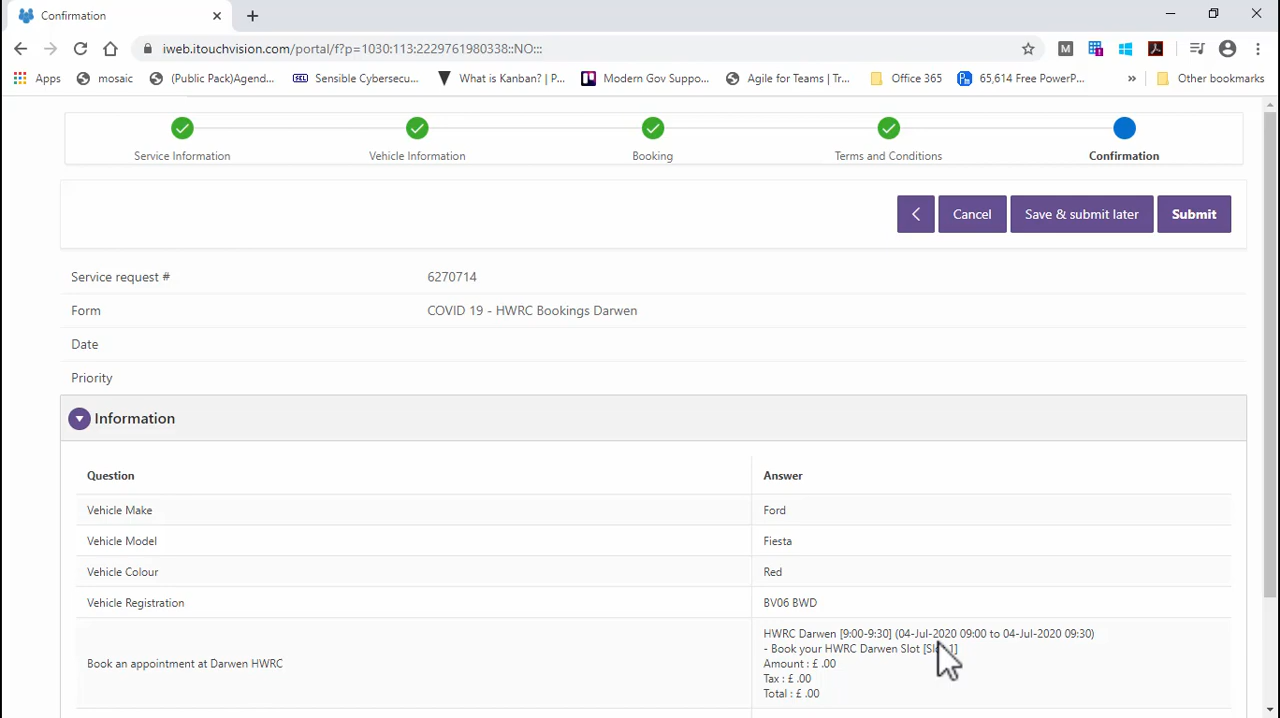 Confirmation
iweb.itouchvision.com/portal/f?p=1030:113:2229761980338::NO:::
Apps mosaic (Public Pack)Agend... Sensible Cybersecu... What is Kanban? | P... Modern Gov Suppo... Agile for Teams | Tr... Office 365 65,614 Free PowerP... » Other bookmarks
Service Information Vehicle Information Booking Terms and Conditions Confirmation
Cancel Save & submit later Submit
Service request # 6270714
Form COVID 19 - HWRC Bookings Darwen
Date
Priority
Information
Question Answer
Vehicle Make Ford
Vehicle Model Fiesta
Vehicle Colour Red
Vehicle Registration BV06 BWD
HWRC Darwen [9:00-9:30] (04-Jul-2020 09:00 to 04-Jul-2020 09:30)
- Book your HWRC Darwen Slot
Book an appointment at Darwen HWRC Amount : £ .00
Tax : £ .00
Total : £ .00